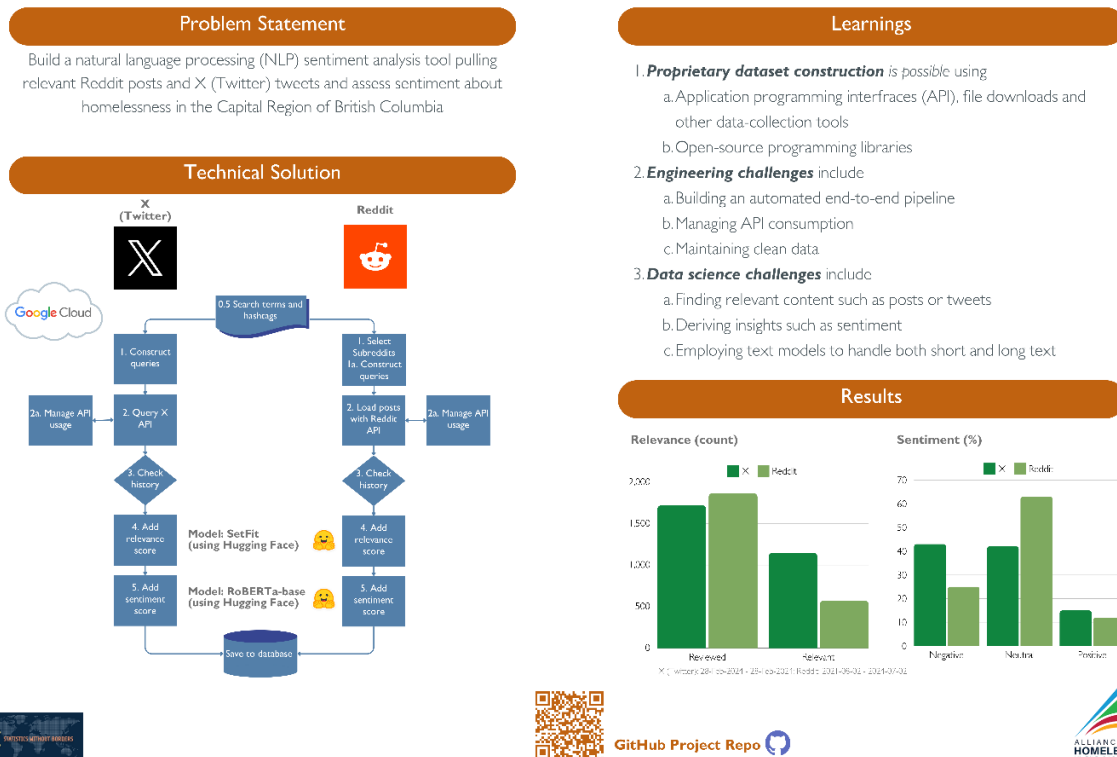 Problem Statement
Build a natural language processing (NLP) sentiment analysis tool pulling
relevant Reddit posts and X (Twitter) tweets and assess sentiment about
homelessness in the Capital Region of British Columbia
Technical Solution
X
(Twitter)
Reddit
Google Cloud
0.5 Search terms and
hashtags
1. Construct
queries
1. Select
Subreddits
1a. Construct
queries
2a. Manage API
usage
2. Query X
API
2. Load posts
with Reddit
API
2a. Manage API
usage
3. Check
history
3. Check
history
4. Add
relevance
score
Model: SetFit
(using Hugging Face)
4. Add
relevance
score
5. Add
sentiment
score
Model: RoBERTa-base
(using Hugging Face)
5. Add
sentiment
score
Save to database
STATISTICS WITHOUT BORDERS
Learnings
1. Proprietary dataset construction is possible using
a. Application programming interfraces (API), file downloads and
other data-collection tools
b. Open-source programming libraries
2. Engineering challenges include
a. Building an automated end-to-end pipeline
b. Managing API consumption
c. Maintaining clean data
3. Data science challenges include
a. Finding relevant content such as posts or tweets
b. Deriving insights such as sentiment
c. Employing text models to handle both short and long text
Results
Relevance (count)
X Reddit
2,000
1,500
1,000
500
0
Reviewed Relevant
Sentiment (%)
X Reddit
70
60
50
40
30
20
10
0
Negative Neutral Positive
GitHub Project Repo
ALLIANC
HOMELE